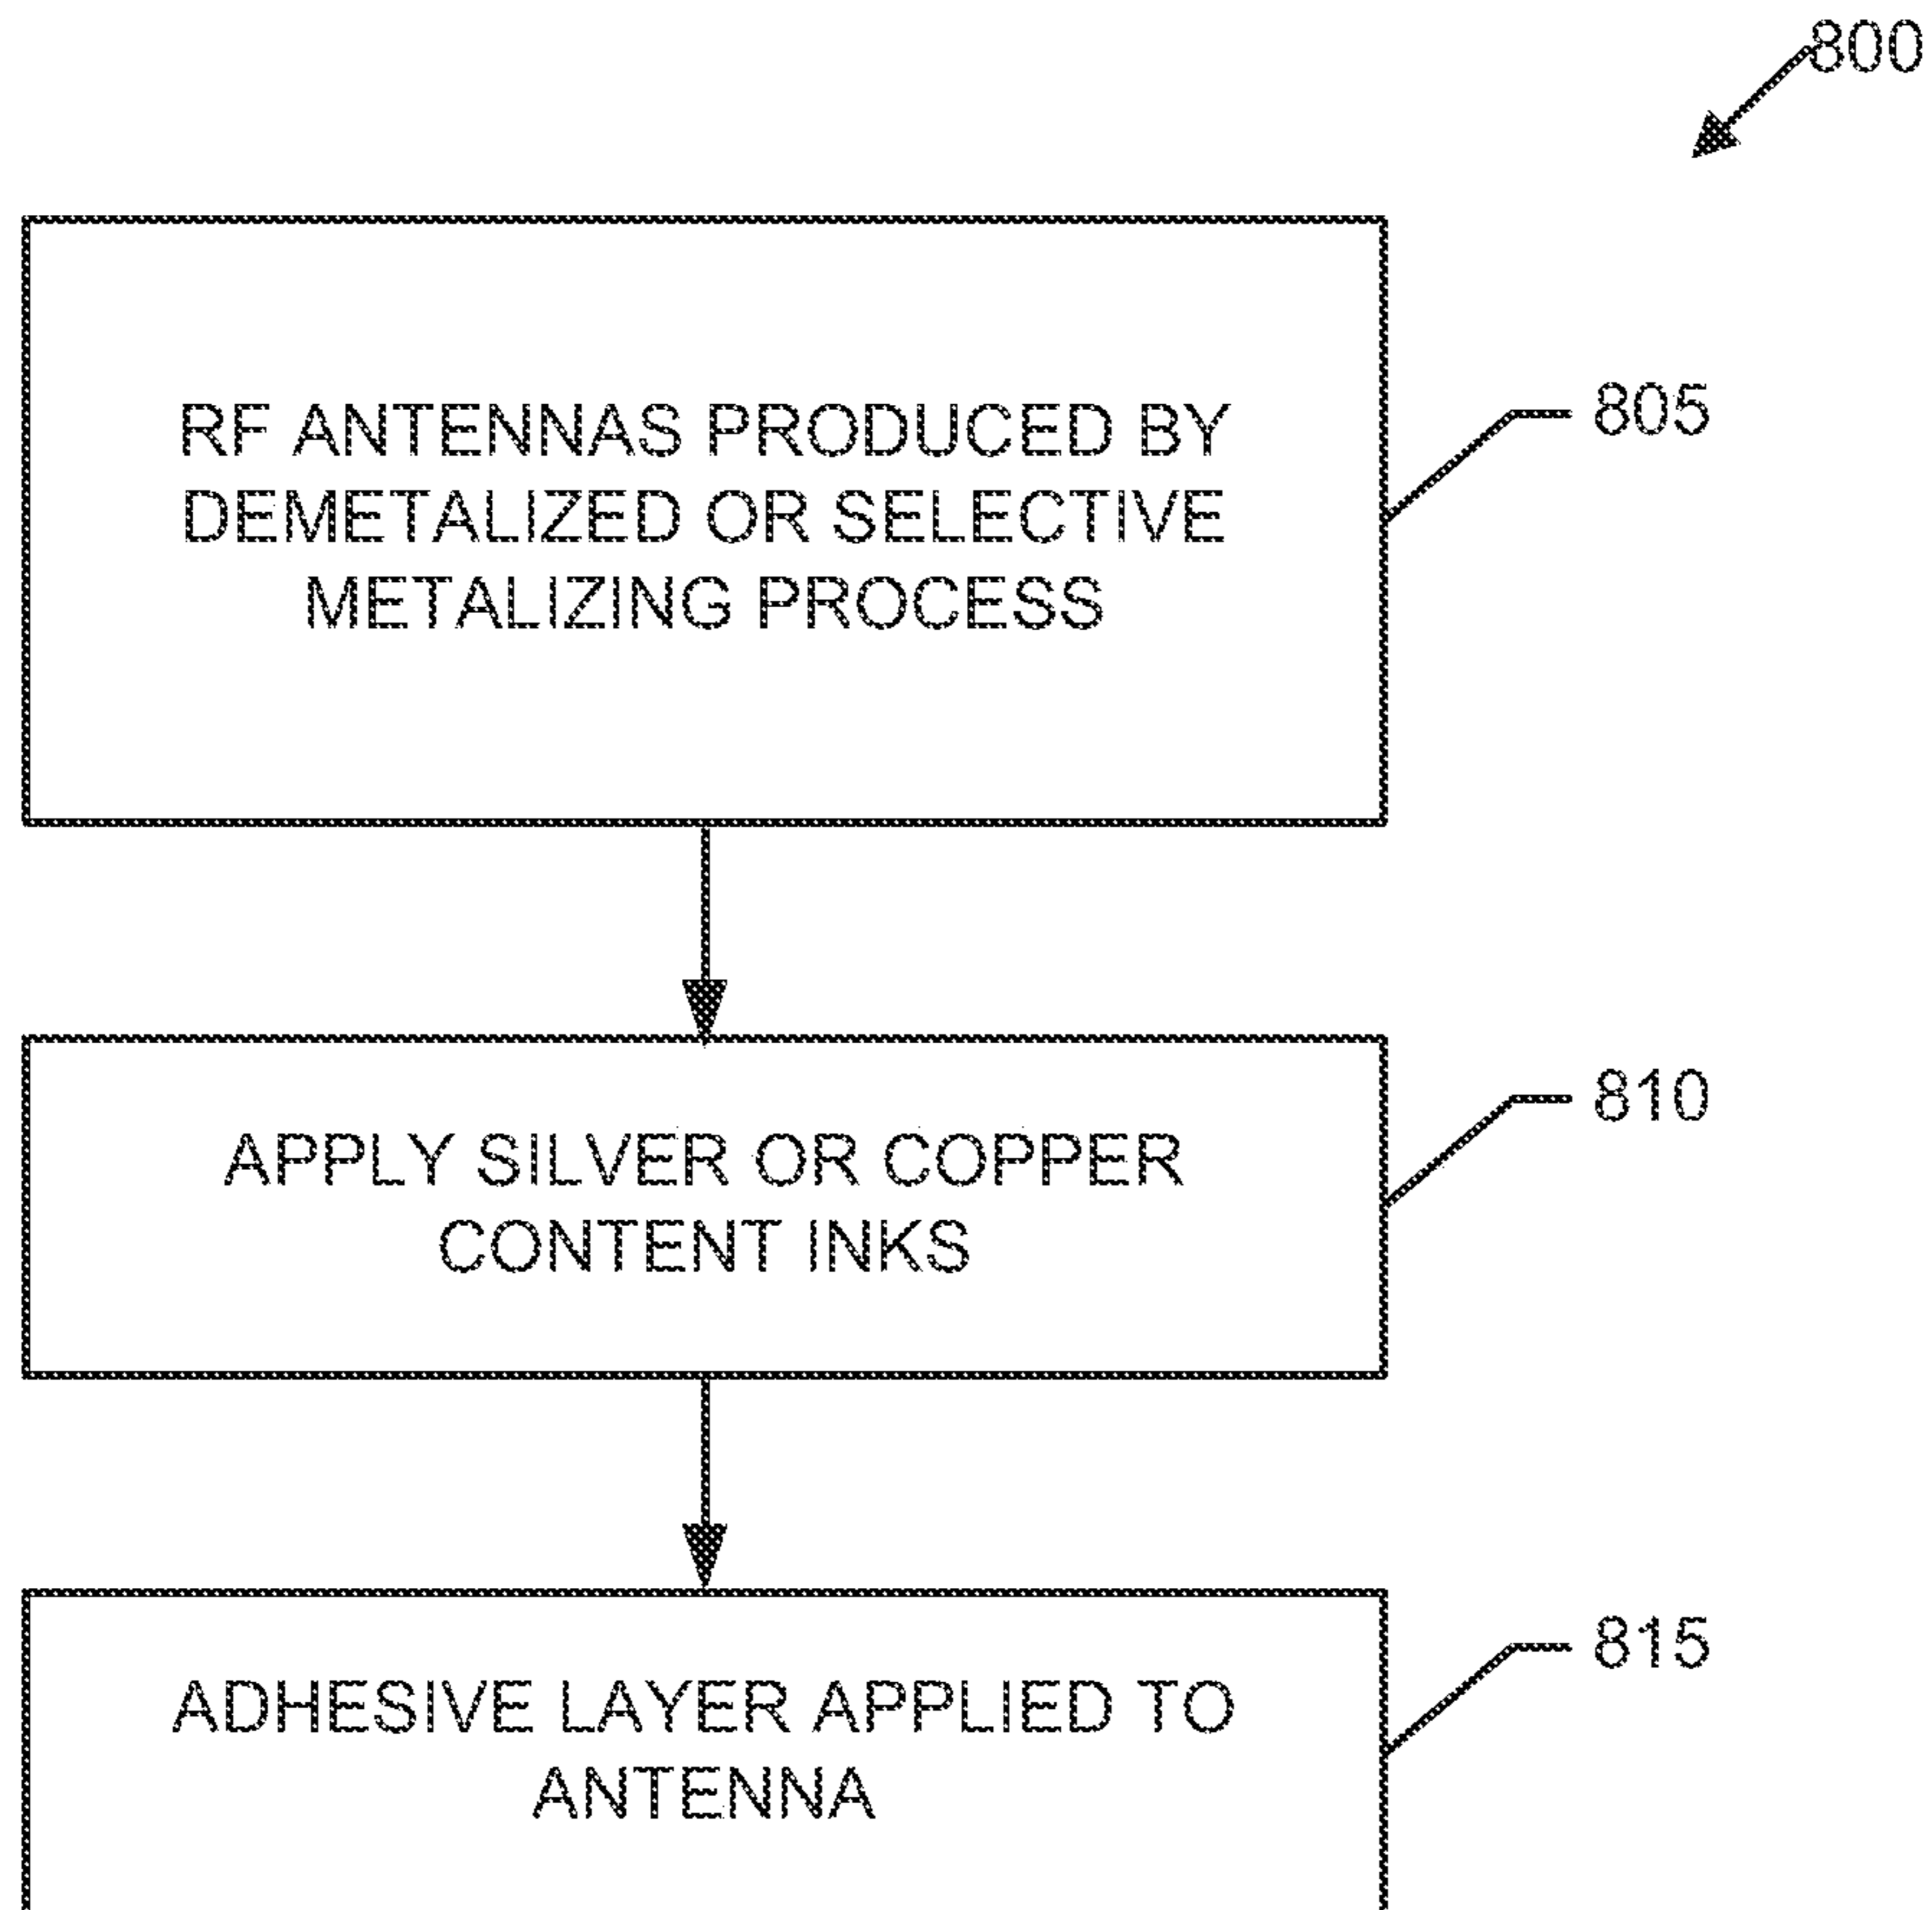 800
RF ANTENNAS PRODUCED BY
DEMETALIZED OR SELECTIVE
METALIZING PROCESS
805
APPLY SILVER OR COPPER
CONTENT INKS
810
ADHESIVE LAYER APPLIED TO
ANTENNA
815